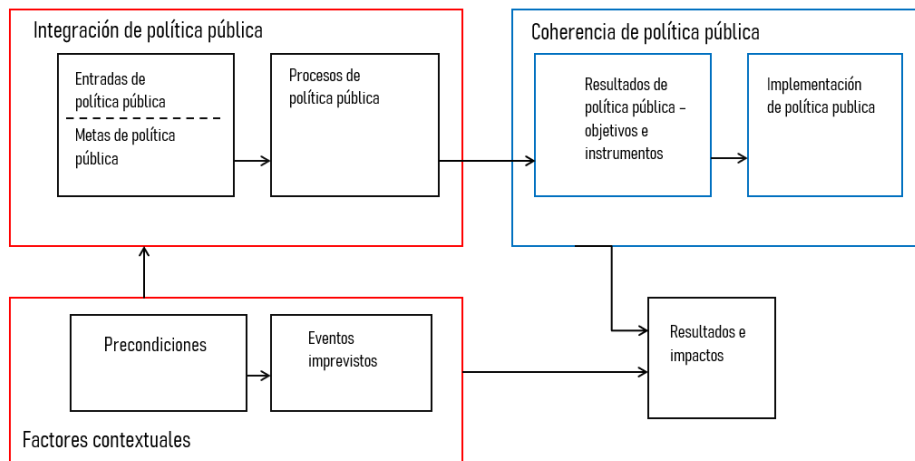 Integración de política pública
Entradas de
política pública
Metas de política
pública
Procesos de
política pública
Coherencia de política pública
Resultados de
política pública –
objetivos e
instrumentos
Implementación
de política publica
Precondiciones
Eventos
imprevistos
Factores contextuales
Resultados e
impactos